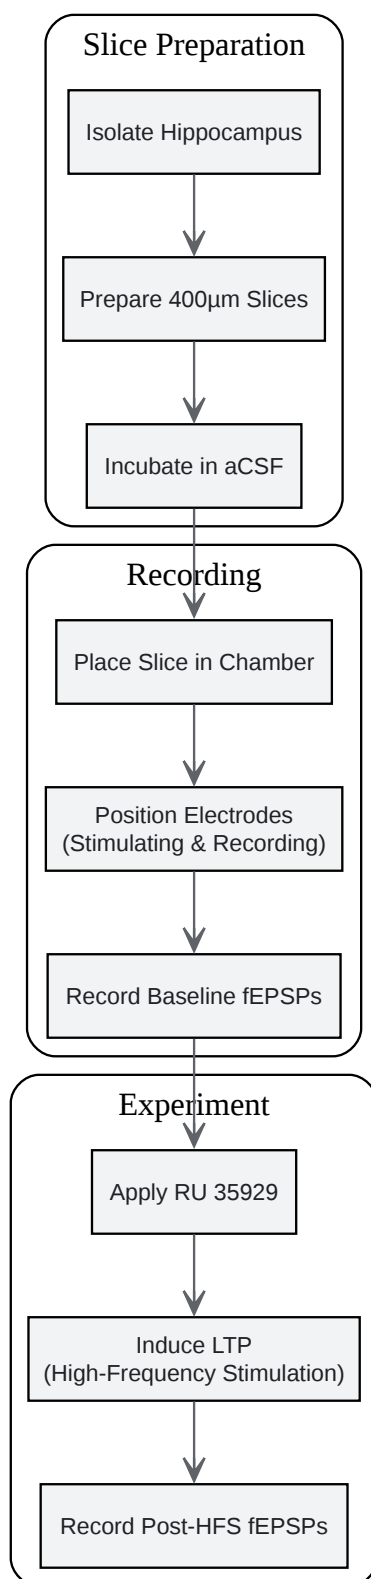 Slice Preparation
Isolate Hippocampus
Prepare 400µm Slices
Incubate in aCSF
Recording
Place Slice in Chamber
Position Electrodes
(Stimulating & Recording)
Record Baseline fEPSPs
Experiment
Apply RU 35929
Induce LTP
(High-Frequency Stimulation)
Record Post-HFS fEPSPs